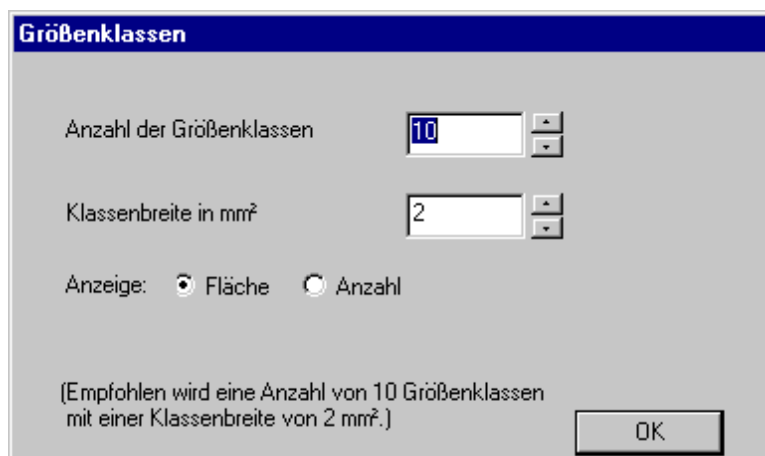 Größenklassen
Anzahl der Größenklassen 10
Klassenbreite in mm² 2
Anzeige: Fläche Anzahl
(Empfohlen wird eine Anzahl von 10 Größenklassen
mit einer Klassenbreite von 2 mm².)
OK